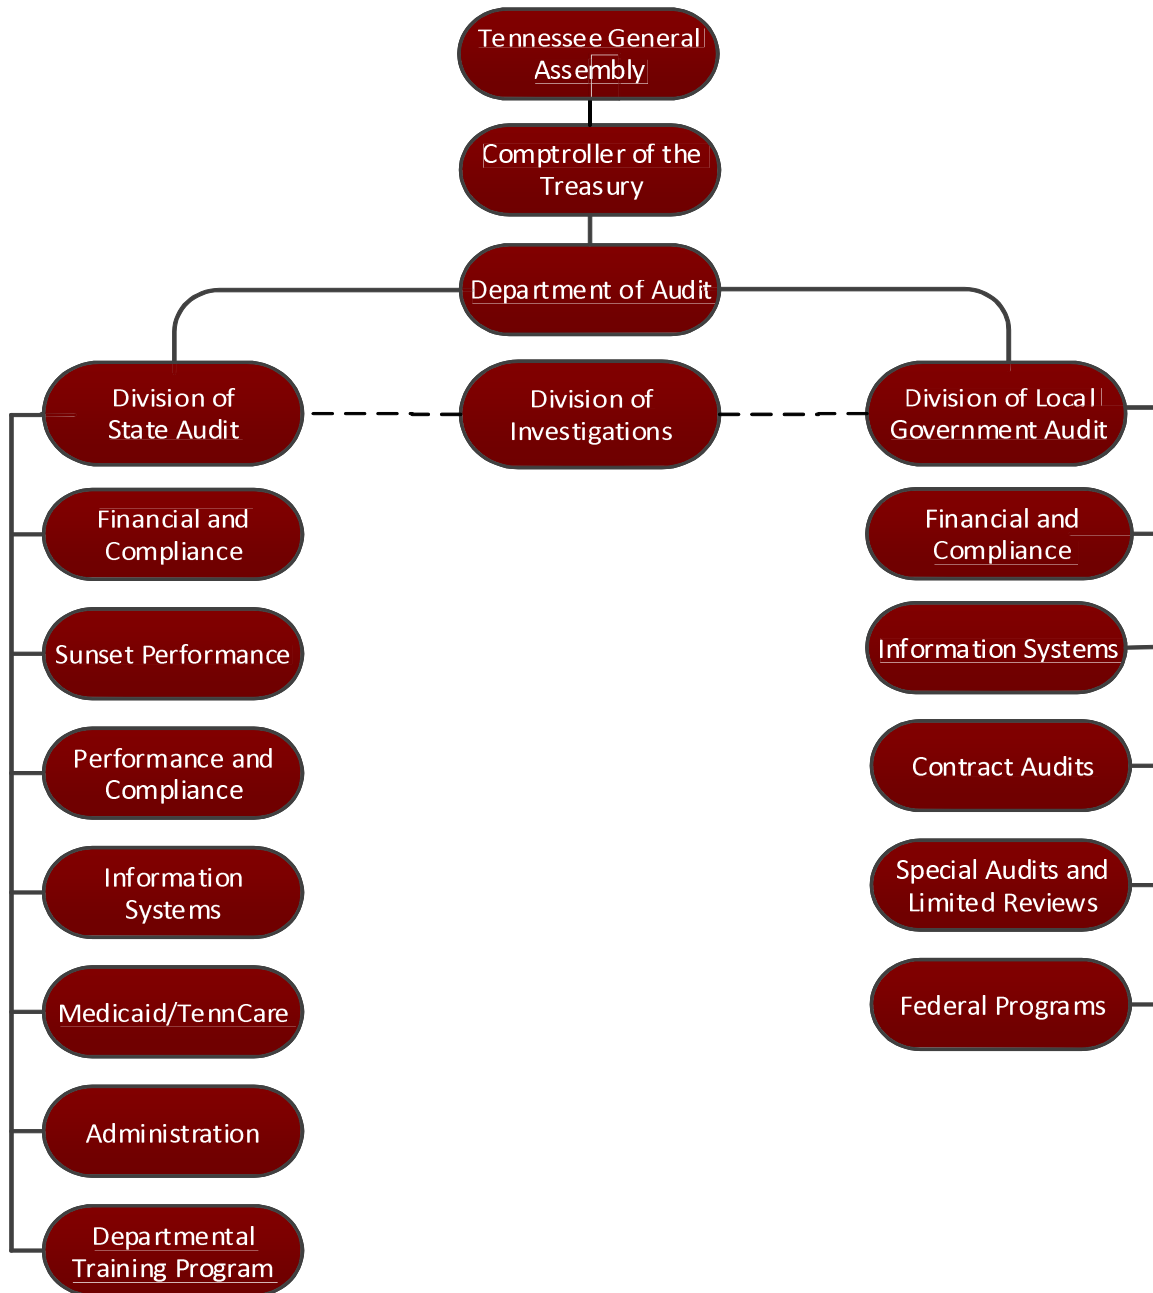 Tennessee General
Assembly
Comptroller of the
Treasury
Department of Audit
Division of
State Audit
Division of
Investigations
Division of Local
Government Audit
Financial and
Compliance
Sunset Performance
Performance and
Compliance
Information
Systems
Medicaid/TennCare
Administration
Departmental
Training Program
Financial and
Compliance
Information Systems
Contract Audits
Special Audits and
Limited Reviews
Federal Programs